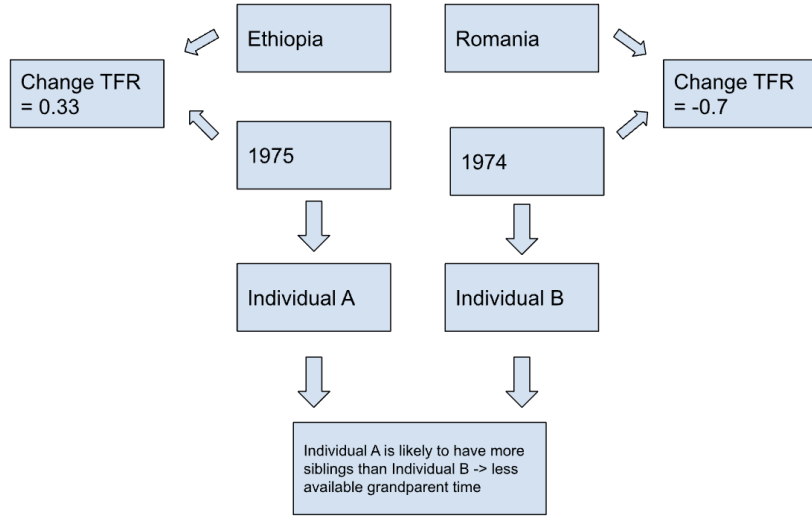 Ethiopia
Romania
Change TFR
= 0.33
Change TFR
= -0.7
1975
1974
Individual A
Individual B
Individual A is likely to have more
siblings than Individual B -> less
available grandparent time